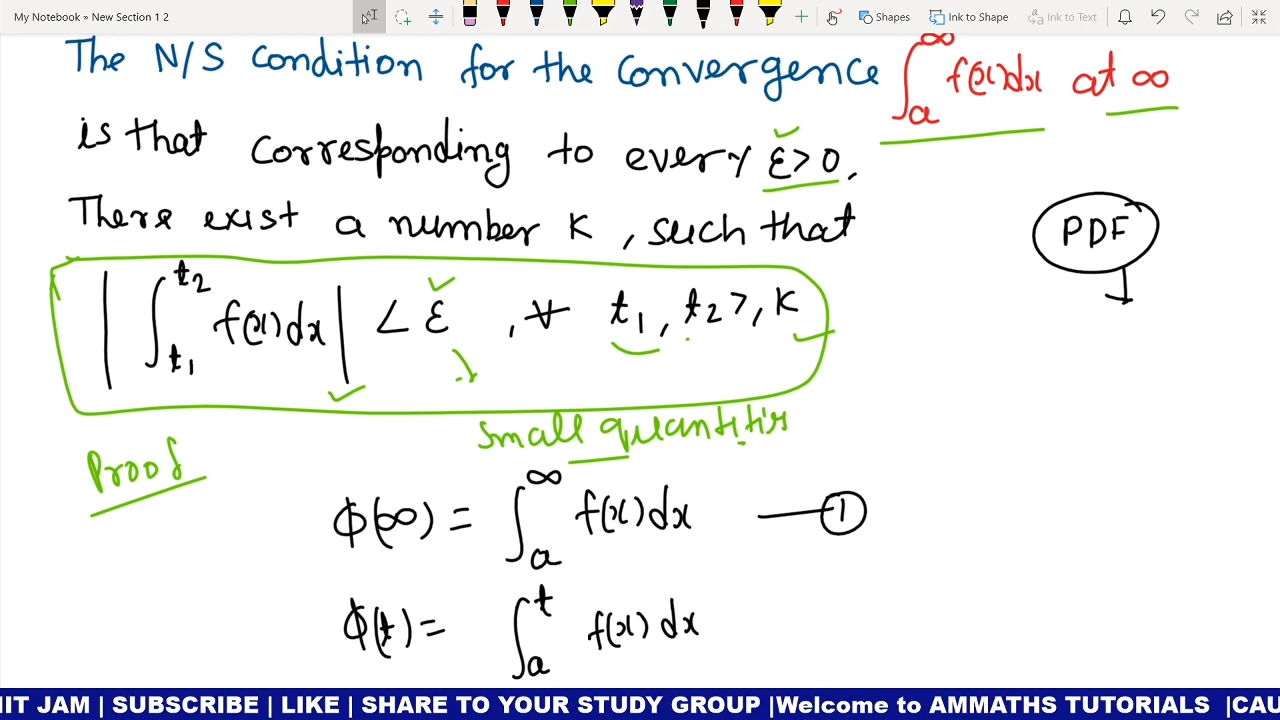 My Notebook » New Section 1 2
Shapes Ink to Shape Ink to Text
The N/S Condition for the convergence ∫_a^∞ f(x)dx at ∞
is that corresponding to every ε>0,
There exist a number K, such that
PDF
|∫_{t1}^{t2} f(x)dx| < ε, ∀ t1, t2 >, K
Small quantities
Proof
ϕ(∞) = ∫_a^∞ f(x)dx —— ①
ϕ(t) = ∫_a^t f(x)dx
IIT JAM | SUBSCRIBE | LIKE | SHARE TO YOUR STUDY GROUP |Welcome to AMMATHS TUTORIALS |CAU